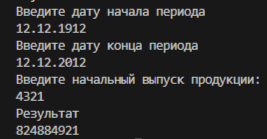 Введите дату начала периода
12.12.1912
Введите дату конца периода
12.12.2012
Введите начальный выпуск продукции:
4321
Результат
824884921